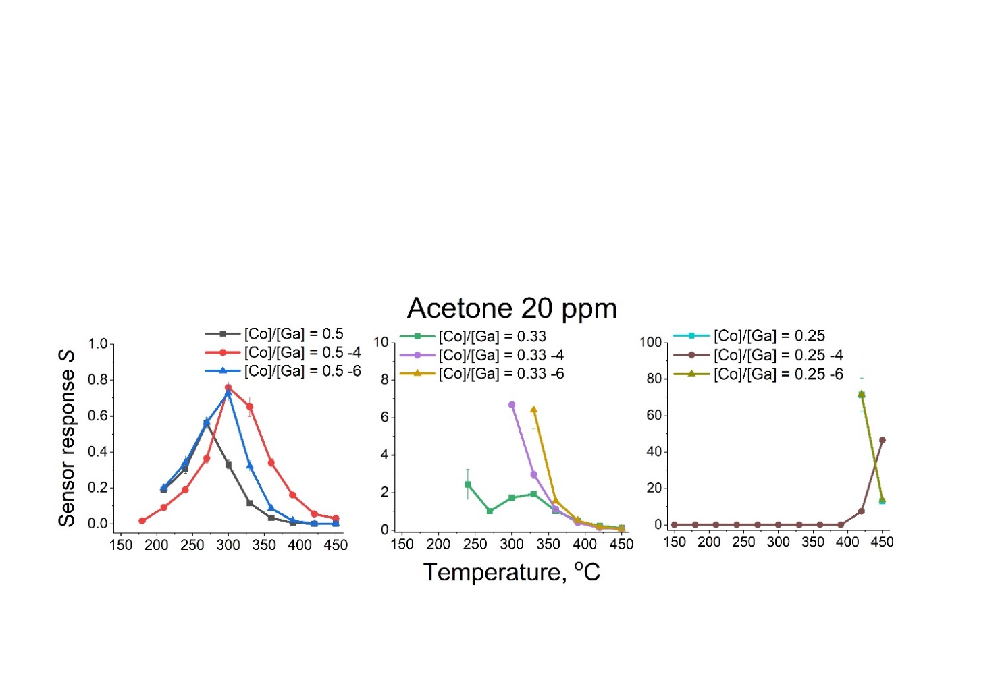 Acetone 20 ppm
[Co]/[Ga] = 0.5
[Co]/[Ga] = 0.5 -4
[Co]/[Ga] = 0.5 -6
1.0
0.8
0.6
0.4
0.2
0.0
Sensor response S
150 200 250 300 350 400 450
[Co]/[Ga] = 0.33
[Co]/[Ga] = 0.33 -4
[Co]/[Ga] = 0.33 -6
10
8
6
4
2
0
150 200 250 300 350 400 450
[Co]/[Ga] = 0.25
[Co]/[Ga] = 0.25 -4
[Co]/[Ga] = 0.25 -6
100
80
60
40
20
0
150 200 250 300 350 400 450
Temperature, ºC